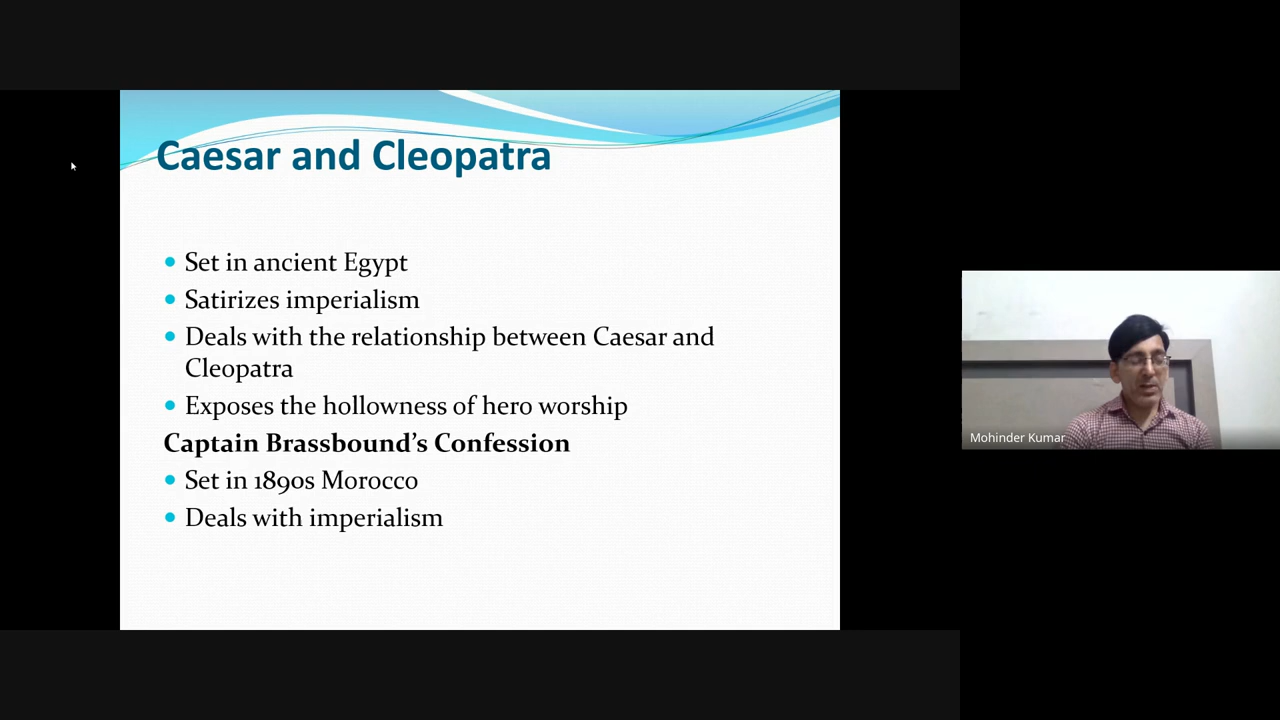 Caesar and Cleopatra
Set in ancient Egypt
Satirizes imperialism
Deals with the relationship between Caesar and
Cleopatra
Exposes the hollowness of hero worship
Captain Brassbound’s Confession
Set in 1890s Morocco
Deals with imperialism
Mohinder Kumar